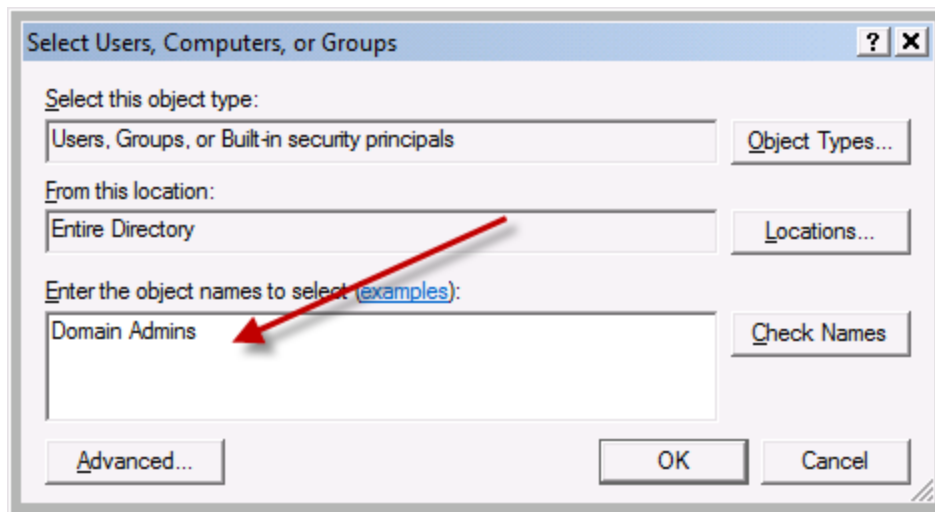 Select Users, Computers, or Groups
?
X
Select this object type:
Users, Groups, or Built-in security principals
Object Types...
From this location:
Entire Directory
Locations...
Enter the object names to select (examples):
Domain Admins
Check Names
Advanced...
OK
Cancel